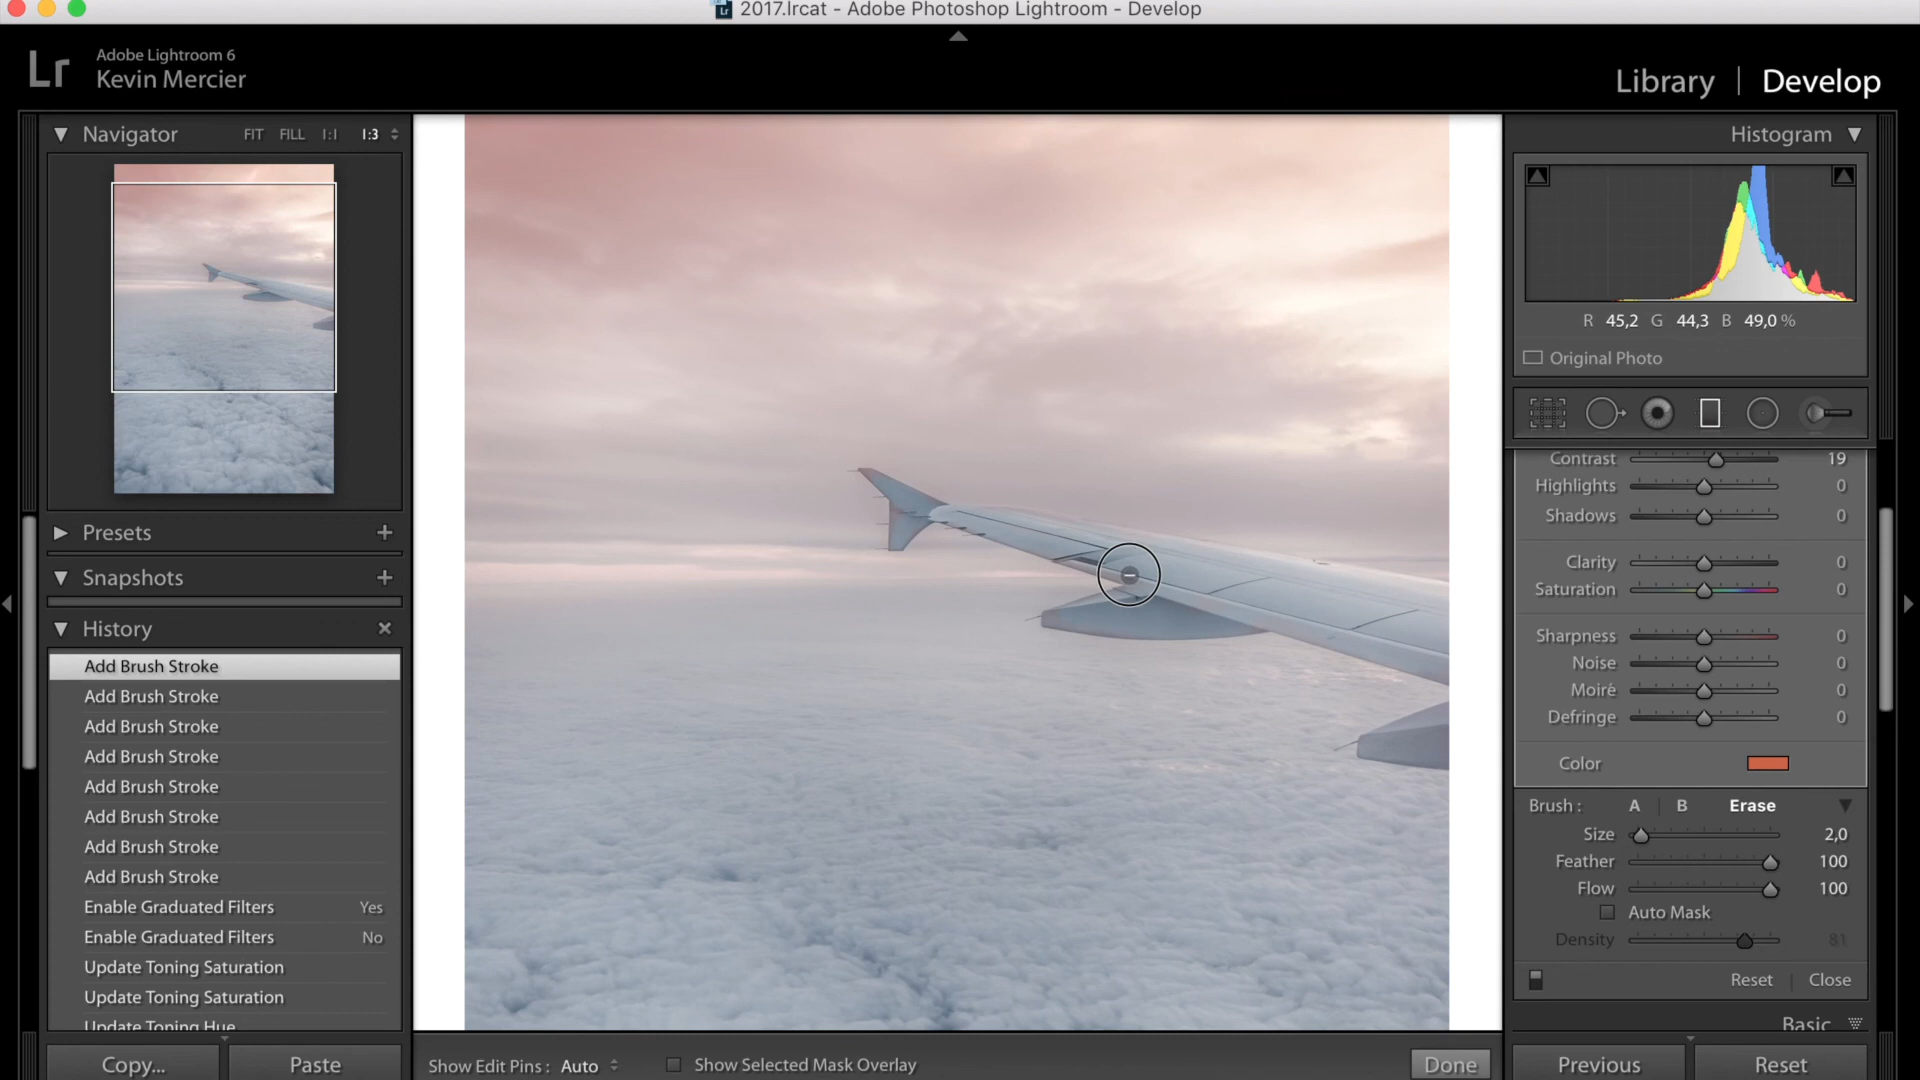 2017.lrcat - Adobe Photoshop Lightroom - Develop
Lr
Adobe Lightroom 6
Kevin Mercier
Library | Develop
Navigator FIT FILL 1:1 1:3
Presets
Snapshots
History
Add Brush Stroke
Add Brush Stroke
Add Brush Stroke
Add Brush Stroke
Add Brush Stroke
Add Brush Stroke
Add Brush Stroke
Add Brush Stroke
Enable Graduated Filters Yes
Enable Graduated Filters No
Update Toning Saturation
Update Toning Saturation
Update Toning Hue
Copy... Paste
Show Edit Pins : Auto Show Selected Mask Overlay Done
Histogram
R 45,2 G 44,3 B 49,0 %
Original Photo
Contrast 19
Highlights 0
Shadows 0
Clarity 0
Saturation 0
Sharpness 0
Noise 0
Moiré 0
Defringe 0
Color
Brush : A | B Erase
Size 2,0
Feather 100
Flow 100
Auto Mask
Density 81
Reset | Close
Basic
Previous Reset